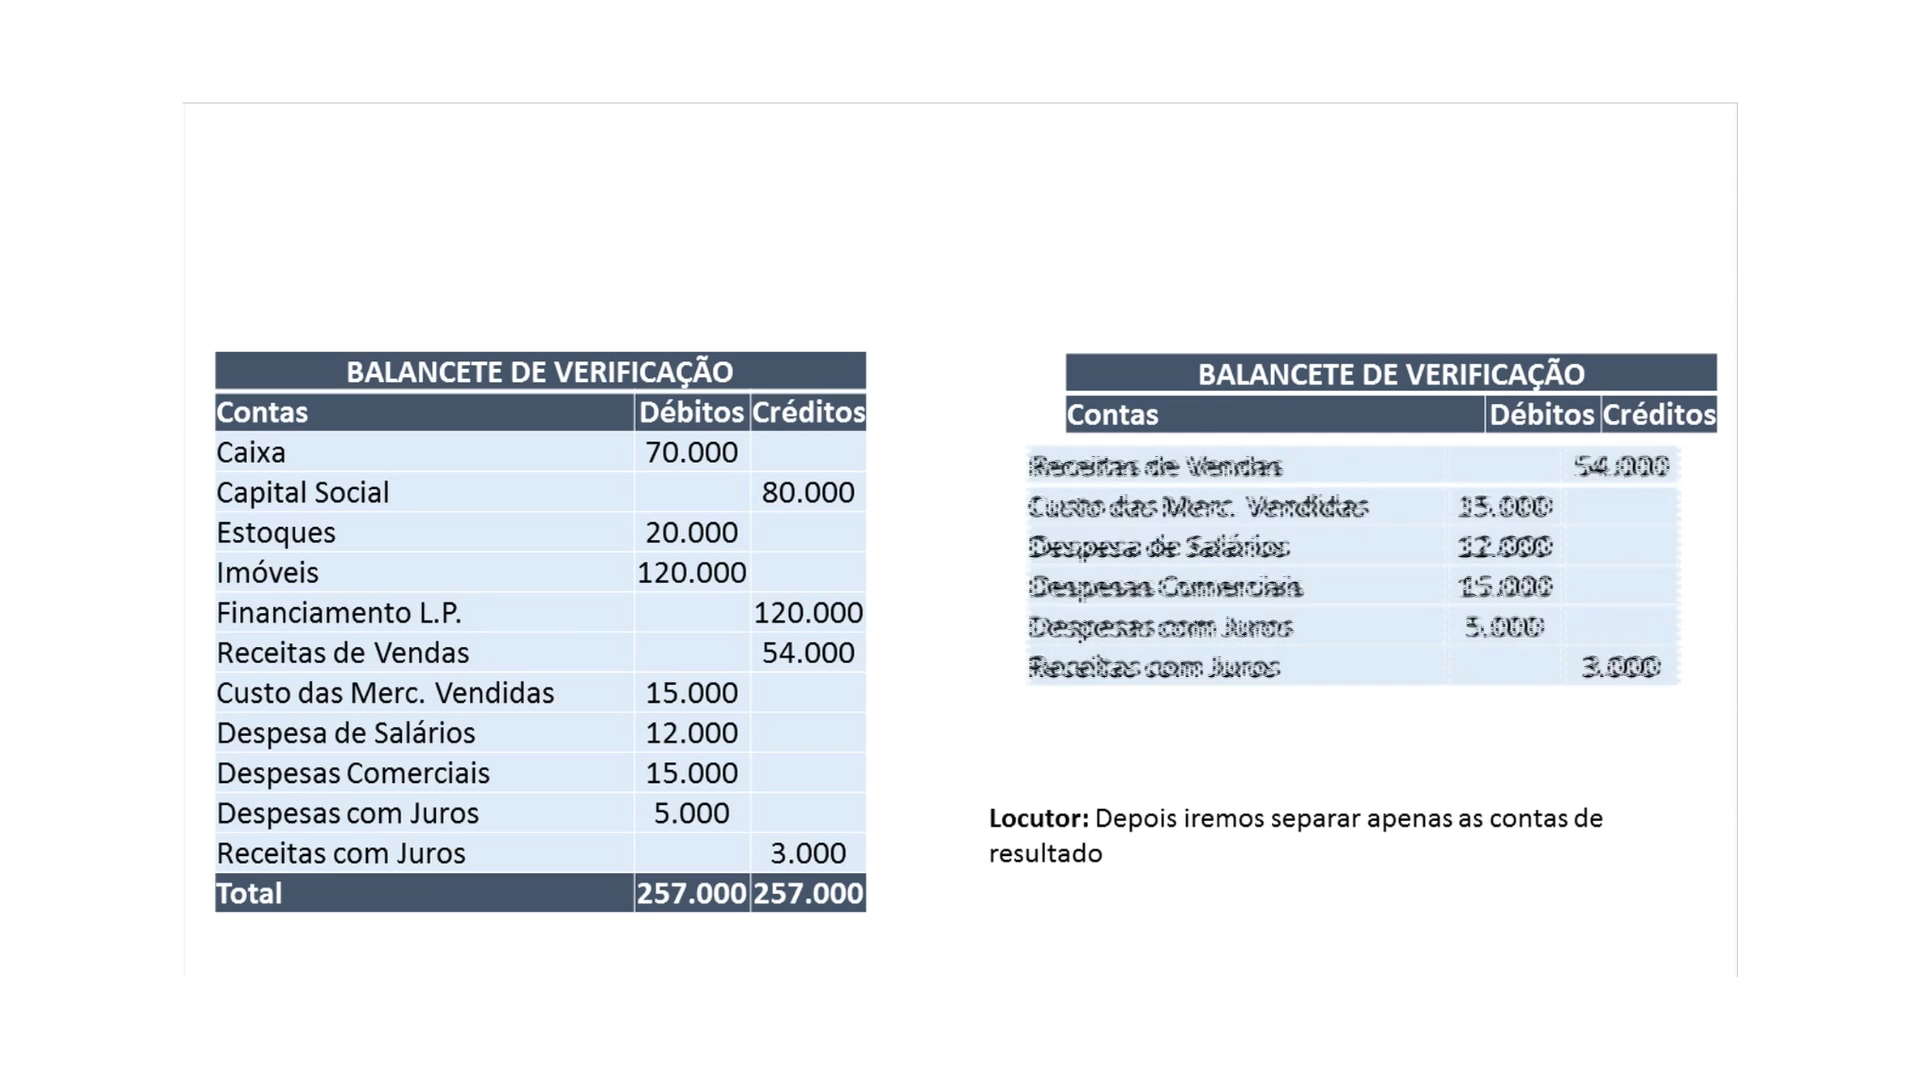 BALANCETE DE VERIFICAÇÃO
Contas Débitos Créditos
Caixa 70.000
Capital Social 80.000
Estoques 20.000
Imóveis 120.000
Financiamento L.P. 120.000
Receitas de Vendas 54.000
Custo das Merc. Vendidas 15.000
Despesa de Salários 12.000
Despesas Comerciais 15.000
Despesas com Juros 5.000
Receitas com Juros 3.000
Total 257.000 257.000
BALANCETE DE VERIFICAÇÃO
Contas Débitos Créditos
Receitas de Vendas 54.000
Custo das Merc. Vendidas 15.000
Despesa de Salários 12.000
Despesas Comerciais 15.000
Despesas com Juros 5.000
Receitas com Juros 3.000
Locutor: Depois iremos separar apenas as contas de
resultado